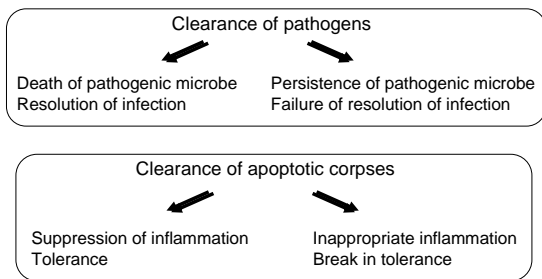 Clearance of pathogens
Death of pathogenic microbe
Resolution of infection
Persistence of pathogenic microbe
Failure of resolution of infection
Clearance of apoptotic corpses
Suppression of inflammation
Tolerance
Inappropriate inflammation
Break in tolerance